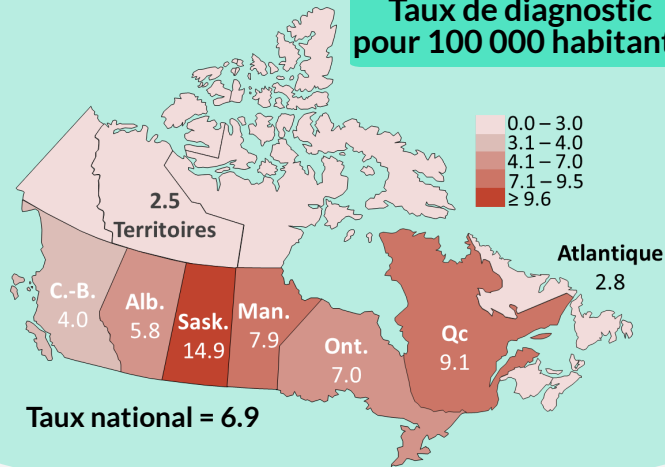 Taux de diagnostic
pour 100 000 habitant
0.0 – 3.0
3.1 – 4.0
4.1 – 7.0
7.1 – 9.5
≥ 9.6
2.5
Territoires
Atlantique
2.8
C.-B.
4.0
Alb.
5.8
Sask.
14.9
Man.
7.9
Ont.
7.0
Qc
9.1
Taux national = 6.9